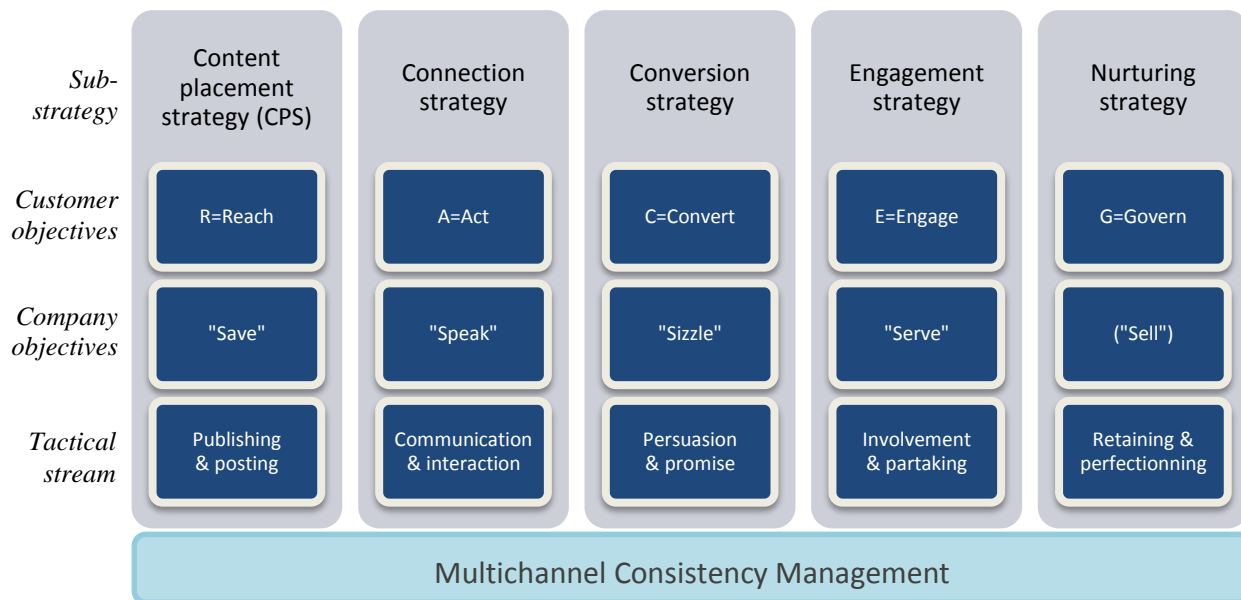 Sub-
strategy
Content
placement
strategy (CPS)
Connection
strategy
Conversion
strategy
Engagement
strategy
Nurturing
strategy
Customer
objectives
R=Reach
A=Act
C=Convert
E=Engage
G=Govern
Company
objectives
"Save"
"Speak"
"Sizzle"
"Serve"
("Sell")
Tactical
stream
Publishing
& posting
Communication
& interaction
Persuasion
& promise
Involvement
& partaking
Retaining &
perfectionning
Multichannel Consistency Management